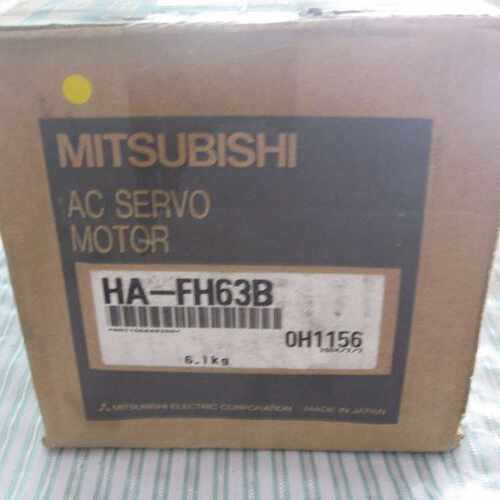 MITSUBISHI
AC SERVO
MOTOR
HA-FH63B
0H1156
6.1kg
MITSUBISHI ELECTRIC CORPORATION MADE IN JAPAN